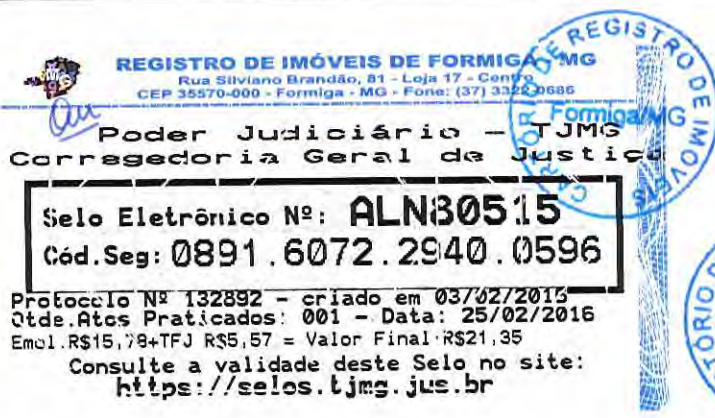 REGISTRO DE IMÓVEIS DE FORMIGA - MG
Rua Silviano Brandão, 81 - Loja 17 - Centro
CEP 35570-000 - Formiga - MG - Fone: (37) 3322-0686
Poder Judiciário - TJMG
Corregedoria Geral de Justiça
Selo Eletrônico Nº: ALN80515
Cód.Seg: 0891.6072.2940.0596
Protocolo Nº 132892 - criado em 03/02/2016
Qtde.Atos Praticados: 001 - Data: 25/02/2016
Emol.R$15,78+TFJ R$5,57 = Valor Final R$21,35
Consulte a validade deste Selo no site:
https://selos.tjmg.jus.br
CARTÓRIO DE REGISTRO DE IMÓVEIS
Formiga/MG
TÓRIO D